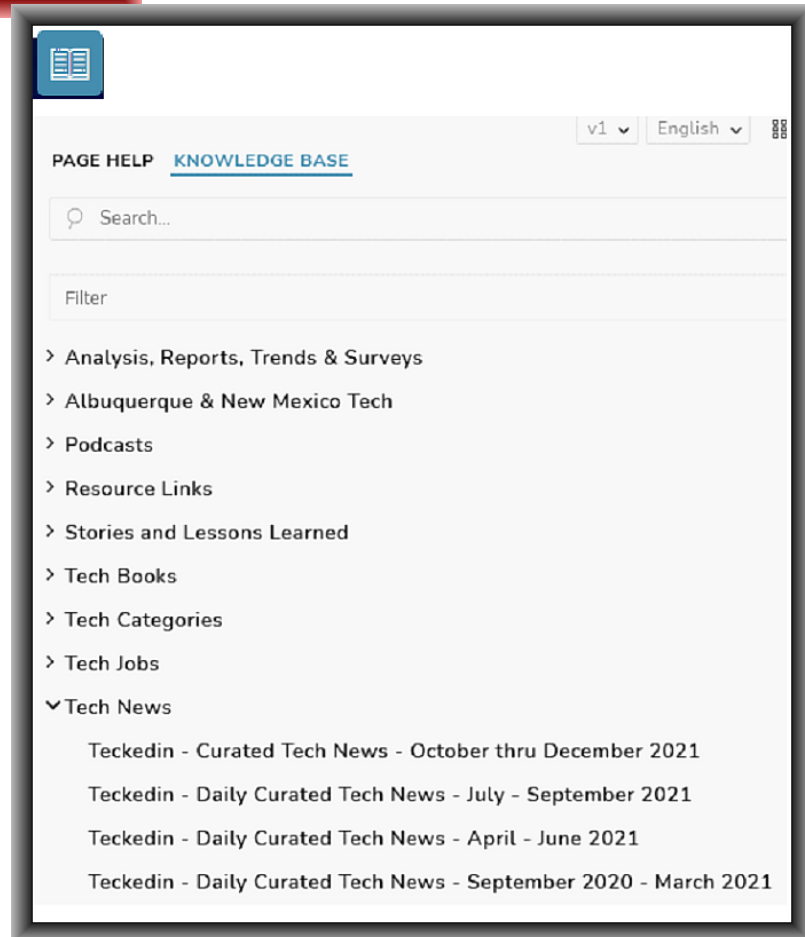 v1 English
PAGE HELP KNOWLEDGE BASE
Search...
Filter
Analysis, Reports, Trends & Surveys
Albuquerque & New Mexico Tech
Podcasts
Resource Links
Stories and Lessons Learned
Tech Books
Tech Categories
Tech Jobs
Tech News
Teckedin - Curated Tech News - October thru December 2021
Teckedin - Daily Curated Tech News - July - September 2021
Teckedin - Daily Curated Tech News - April - June 2021
Teckedin - Daily Curated Tech News - September 2020 - March 2021